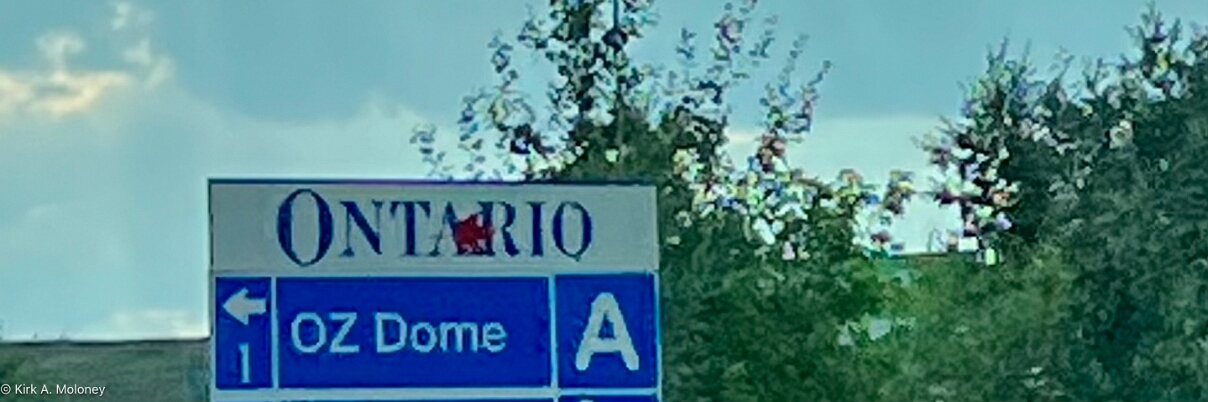 ONTARIO
OZ Dome A
1
© Kirk A. Moloney